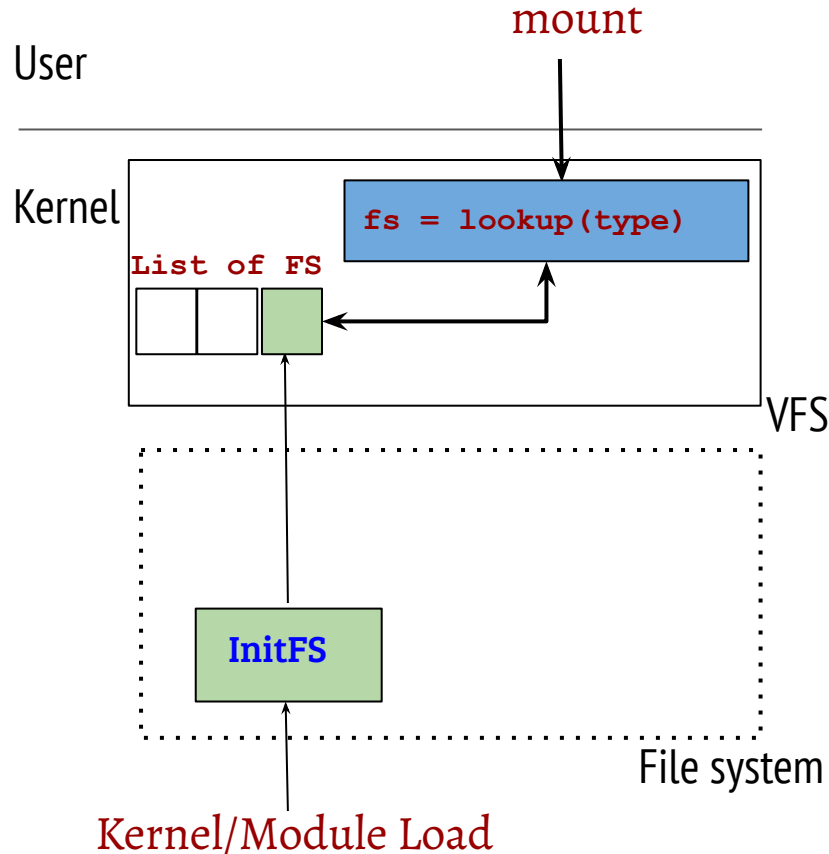 mount
User
Kernel
fs = lookup(type)
List of FS
VFS
InitFS
File system
Kernel/Module Load